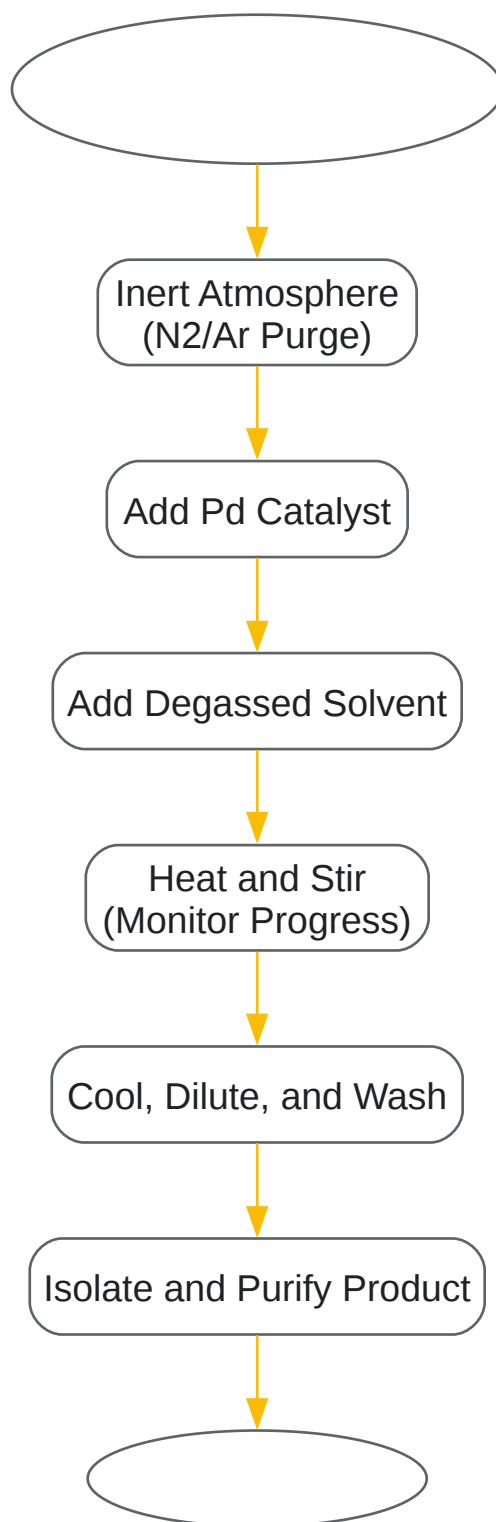 Inert Atmosphere
(N2/Ar Purge)
Add Pd Catalyst
Add Degassed Solvent
Heat and Stir
(Monitor Progress)
Cool, Dilute, and Wash
Isolate and Purify Product